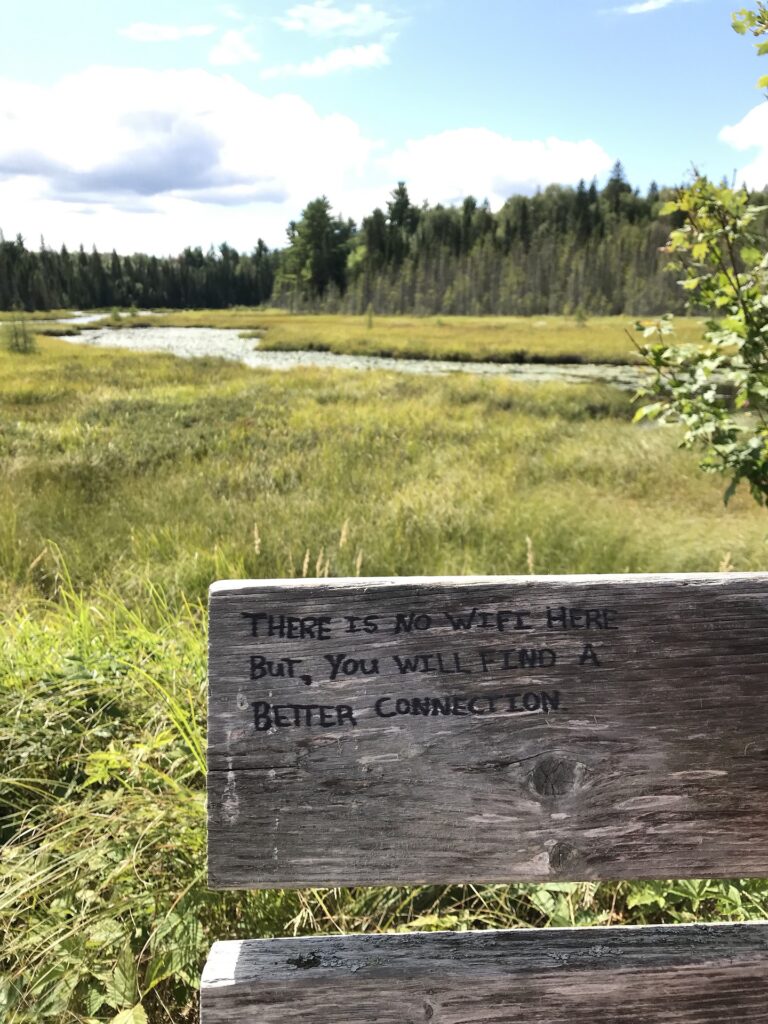 THERE IS NO WIFI HERE
BUT, YOU WILL FIND A
BETTER CONNECTION.